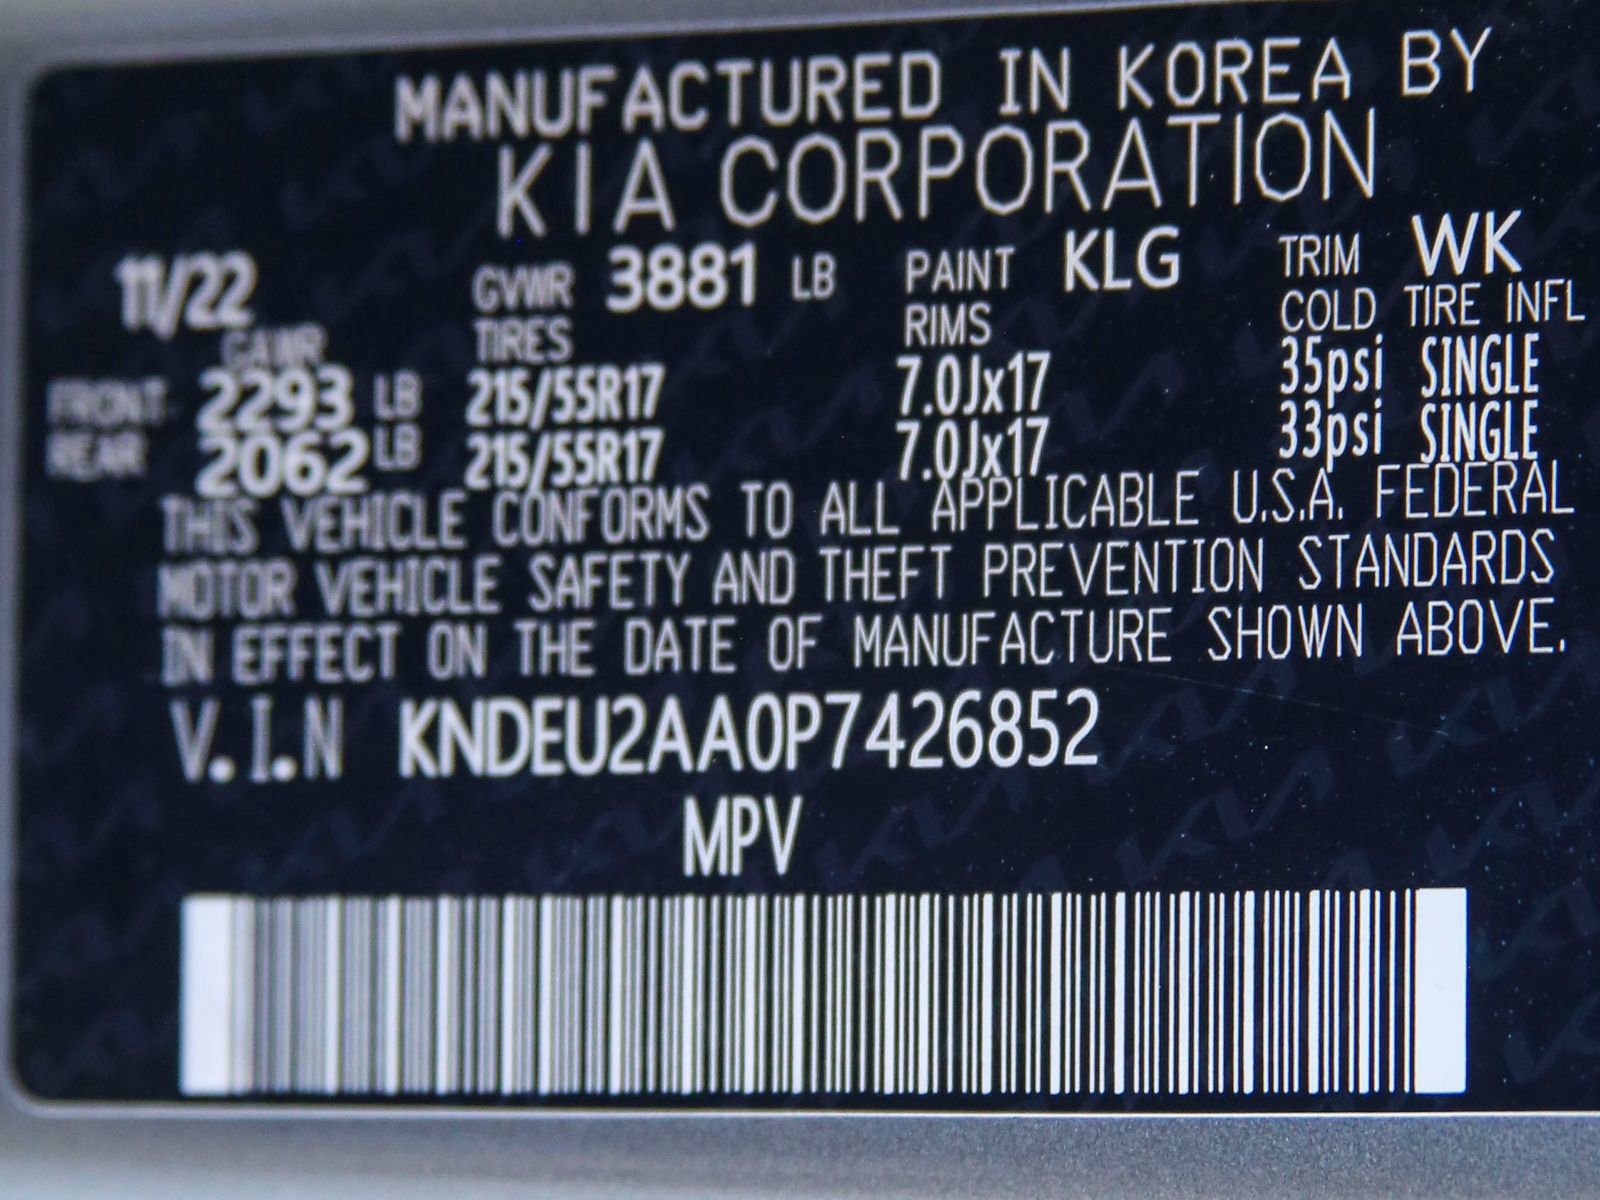 MANUFACTURED IN KOREA BY
KIA CORPORATION
11/22 GVWR 3881 LB PAINT KLG TRIM WK
GAWR TIRES RIMS COLD TIRE INFL
FRONT 2293 LB 215/55R17 7.0Jx17 35psi SINGLE
REAR 2062 LB 215/55R17 7.0Jx17 33psi SINGLE
THIS VEHICLE CONFORMS TO ALL APPLICABLE U.S.A. FEDERAL
MOTOR VEHICLE SAFETY AND THEFT PREVENTION STANDARDS
IN EFFECT ON THE DATE OF MANUFACTURE SHOWN ABOVE.
V.I.N KNDEU2AA0P7426852
MPV